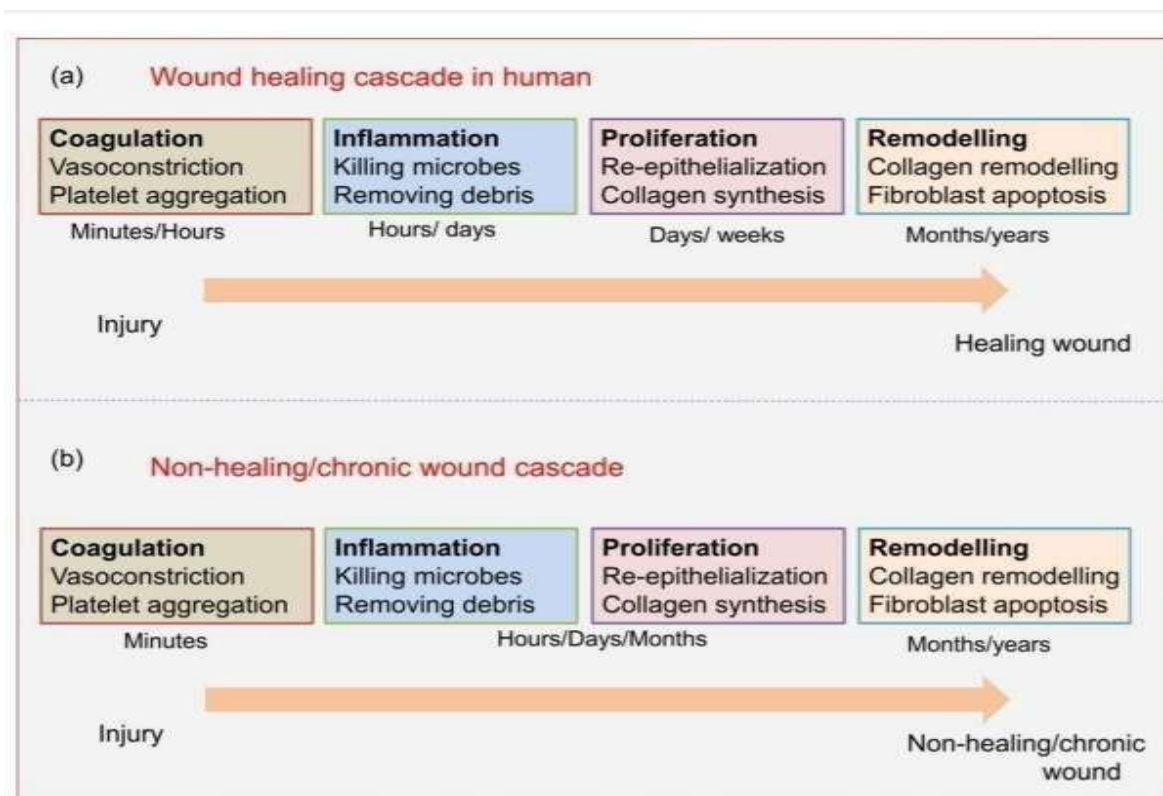 (a) Wound healing cascade in human
Coagulation
Vasoconstriction
Platelet aggregation
Minutes/Hours
Inflammation
Killing microbes
Removing debris
Hours/ days
Proliferation
Re-epithelialization
Collagen synthesis
Days/ weeks
Remodelling
Collagen remodelling
Fibroblast apoptosis
Months/years
Injury
Healing wound
(b) Non-healing/chronic wound cascade
Coagulation
Vasoconstriction
Platelet aggregation
Minutes
Inflammation
Killing microbes
Removing debris
Proliferation
Re-epithelialization
Collagen synthesis
Hours/Days/Months
Remodelling
Collagen remodelling
Fibroblast apoptosis
Months/years
Injury
Non-healing/chronic
wound